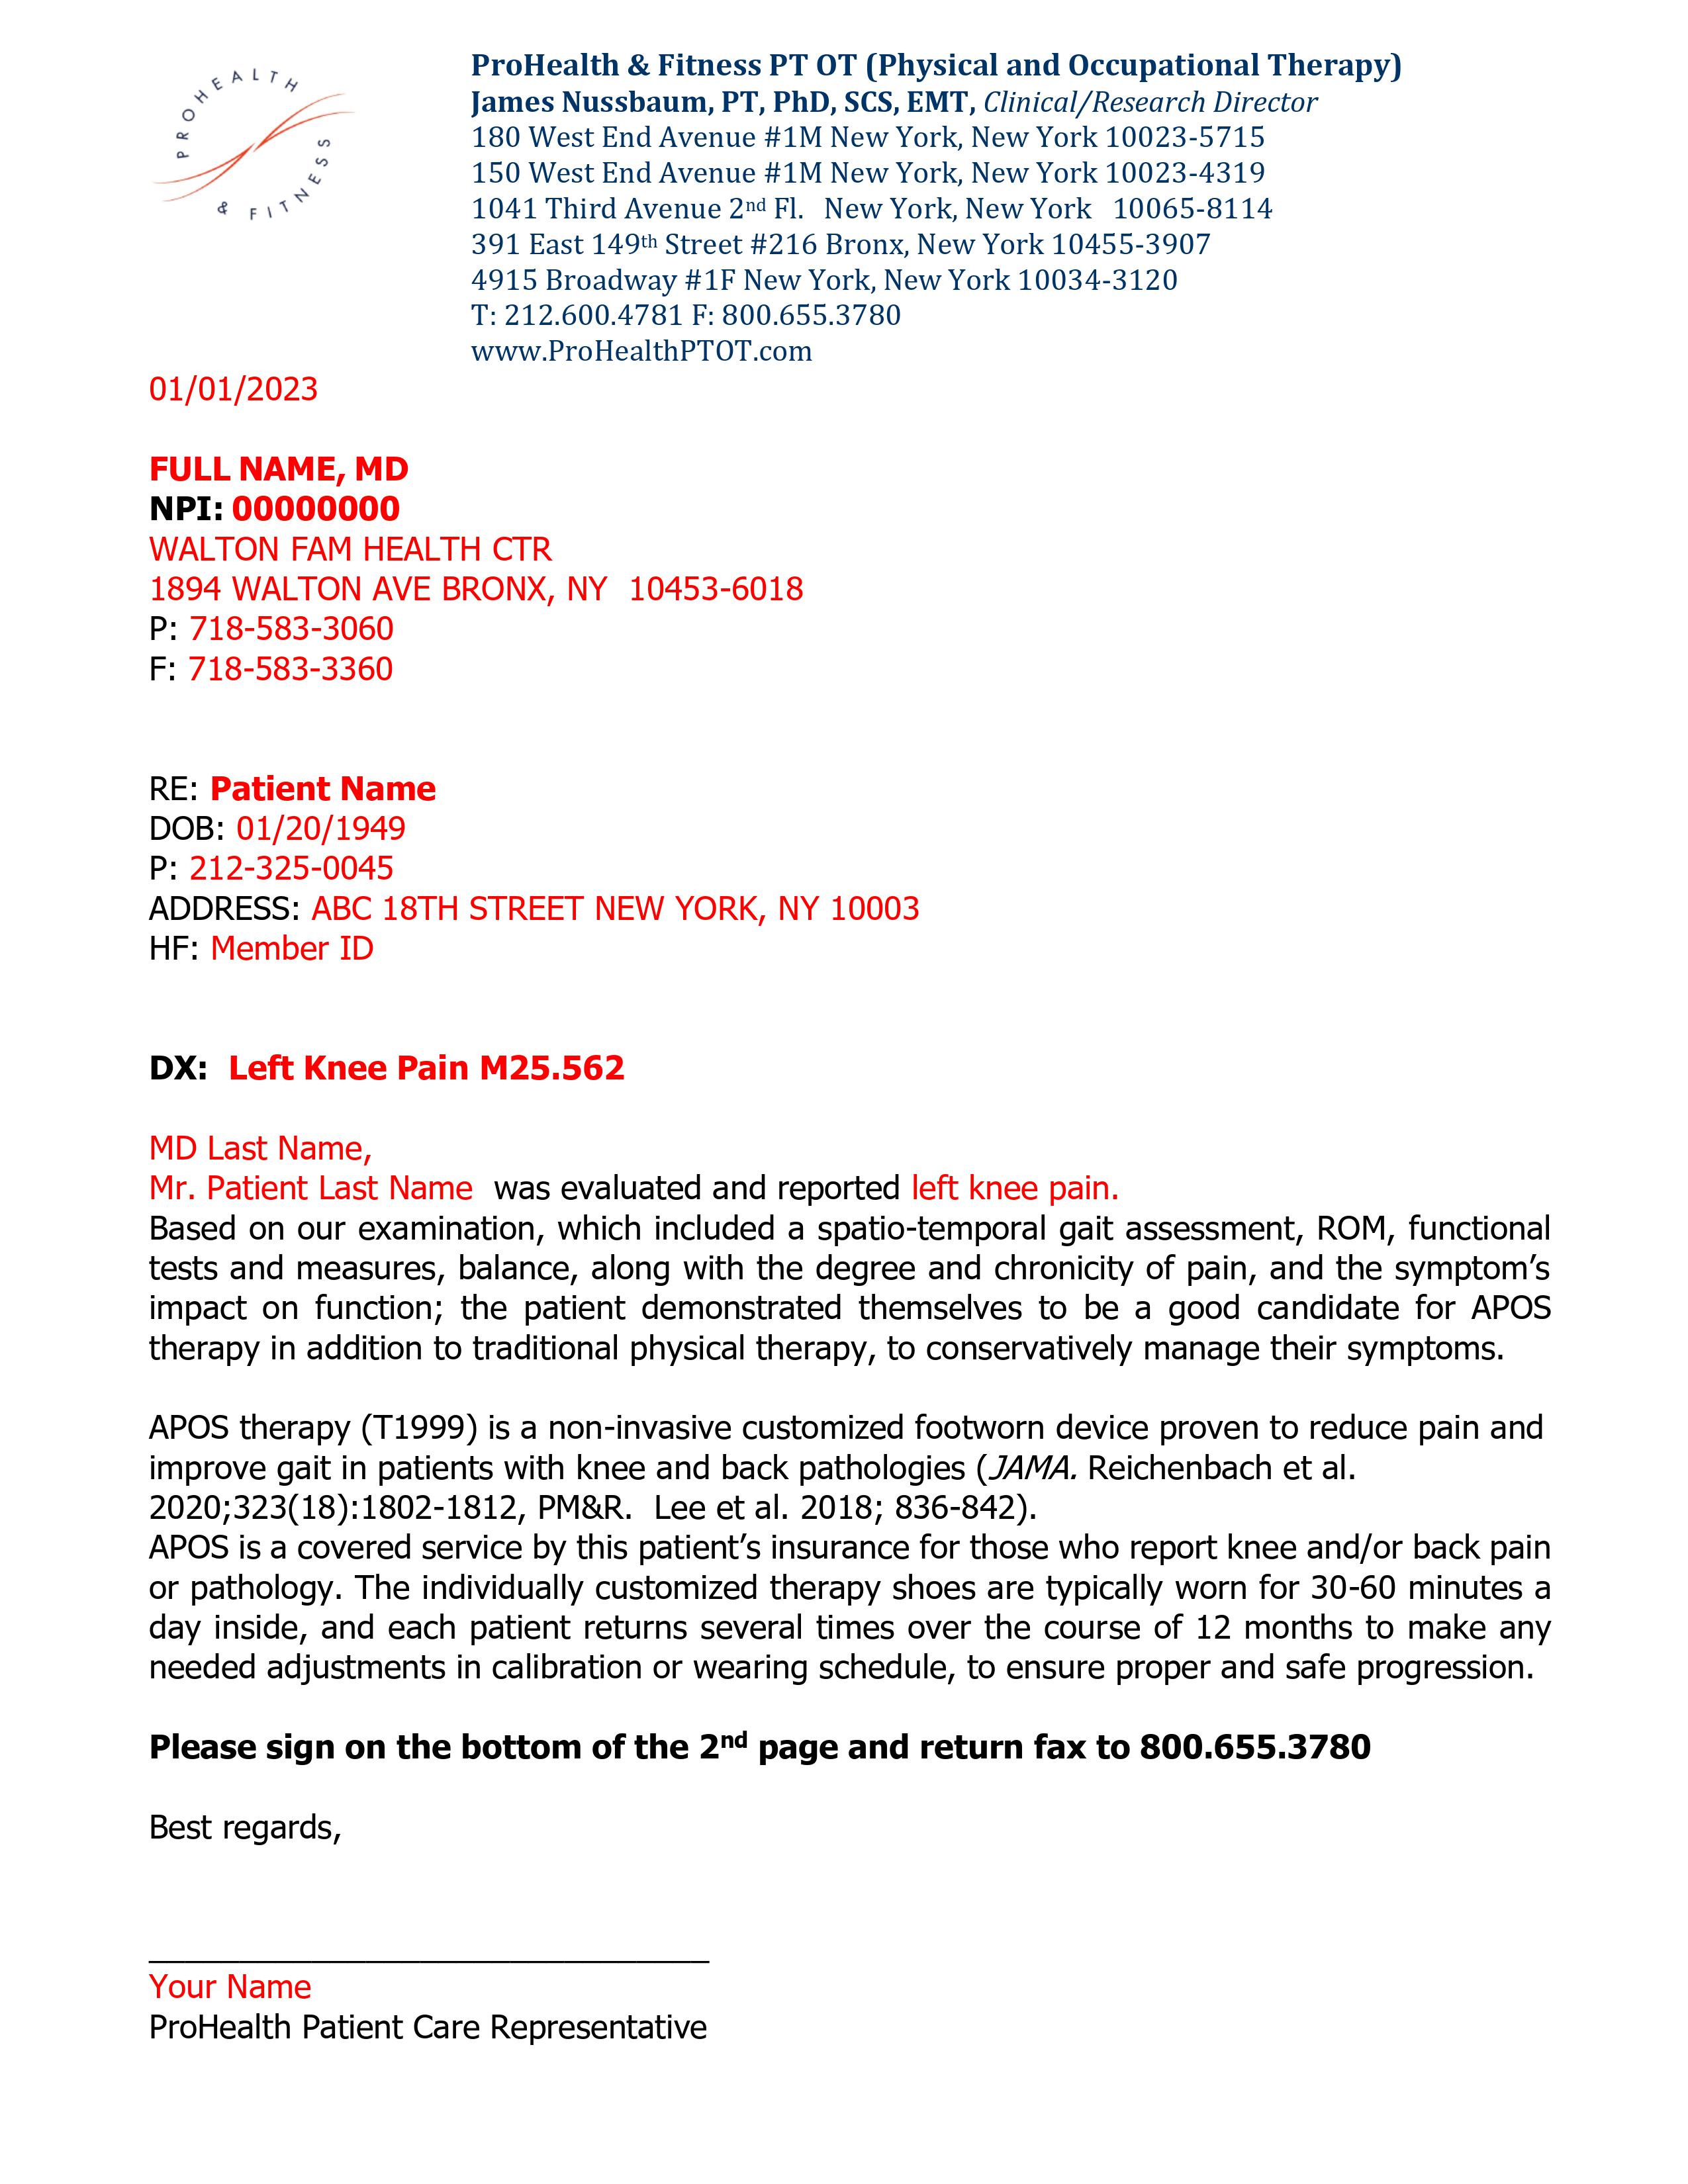 PROHEALTH
& FITNESS
ProHealth & Fitness PT OT (Physical and Occupational Therapy)
James Nussbaum, PT, PhD, SCS, EMT, Clinical/Research Director
180 West End Avenue #1M New York, New York 10023-5715
150 West End Avenue #1M New York, New York 10023-4319
1041 Third Avenue 2nd Fl.   New York, New York   10065-8114
391 East 149th Street #216 Bronx, New York 10455-3907
4915 Broadway #1F New York, New York 10034-3120
T: 212.600.4781 F: 800.655.3780
www.ProHealthPTOT.com
01/01/2023
FULL NAME, MD
NPI: 00000000
WALTON FAM HEALTH CTR
1894 WALTON AVE BRONX, NY  10453-6018
P: 718-583-3060
F: 718-583-3360
RE: Patient Name
DOB: 01/20/1949
P: 212-325-0045
ADDRESS: ABC 18TH STREET NEW YORK, NY 10003
HF: Member ID
DX:  Left Knee Pain M25.562
MD Last Name,
Mr. Patient Last Name  was evaluated and reported left knee pain.
Based on our examination, which included a spatio-temporal gait assessment, ROM, functional
tests and measures, balance, along with the degree and chronicity of pain, and the symptom's
impact on function; the patient demonstrated themselves to be a good candidate for APOS
therapy in addition to traditional physical therapy, to conservatively manage their symptoms.
APOS therapy (T1999) is a non-invasive customized footworn device proven to reduce pain and
improve gait in patients with knee and back pathologies (JAMA. Reichenbach et al.
2020;323(18):1802-1812, PM&R.  Lee et al. 2018; 836-842).
APOS is a covered service by this patient's insurance for those who report knee and/or back pain
or pathology. The individually customized therapy shoes are typically worn for 30-60 minutes a
day inside, and each patient returns several times over the course of 12 months to make any
needed adjustments in calibration or wearing schedule, to ensure proper and safe progression.
Please sign on the bottom of the 2nd page and return fax to 800.655.3780
Best regards,
Your Name
ProHealth Patient Care Representative